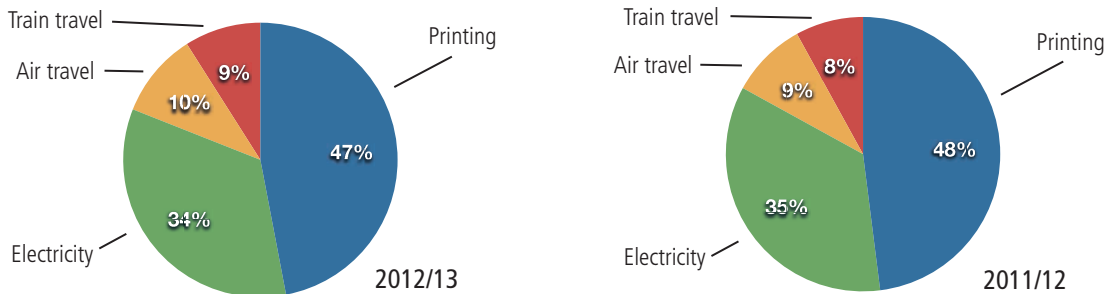 Train travel
Printing
Air travel
9%
10%
47%
34%
Electricity
2012/13
Train travel
Printing
Air travel
8%
9%
48%
35%
Electricity
2011/12